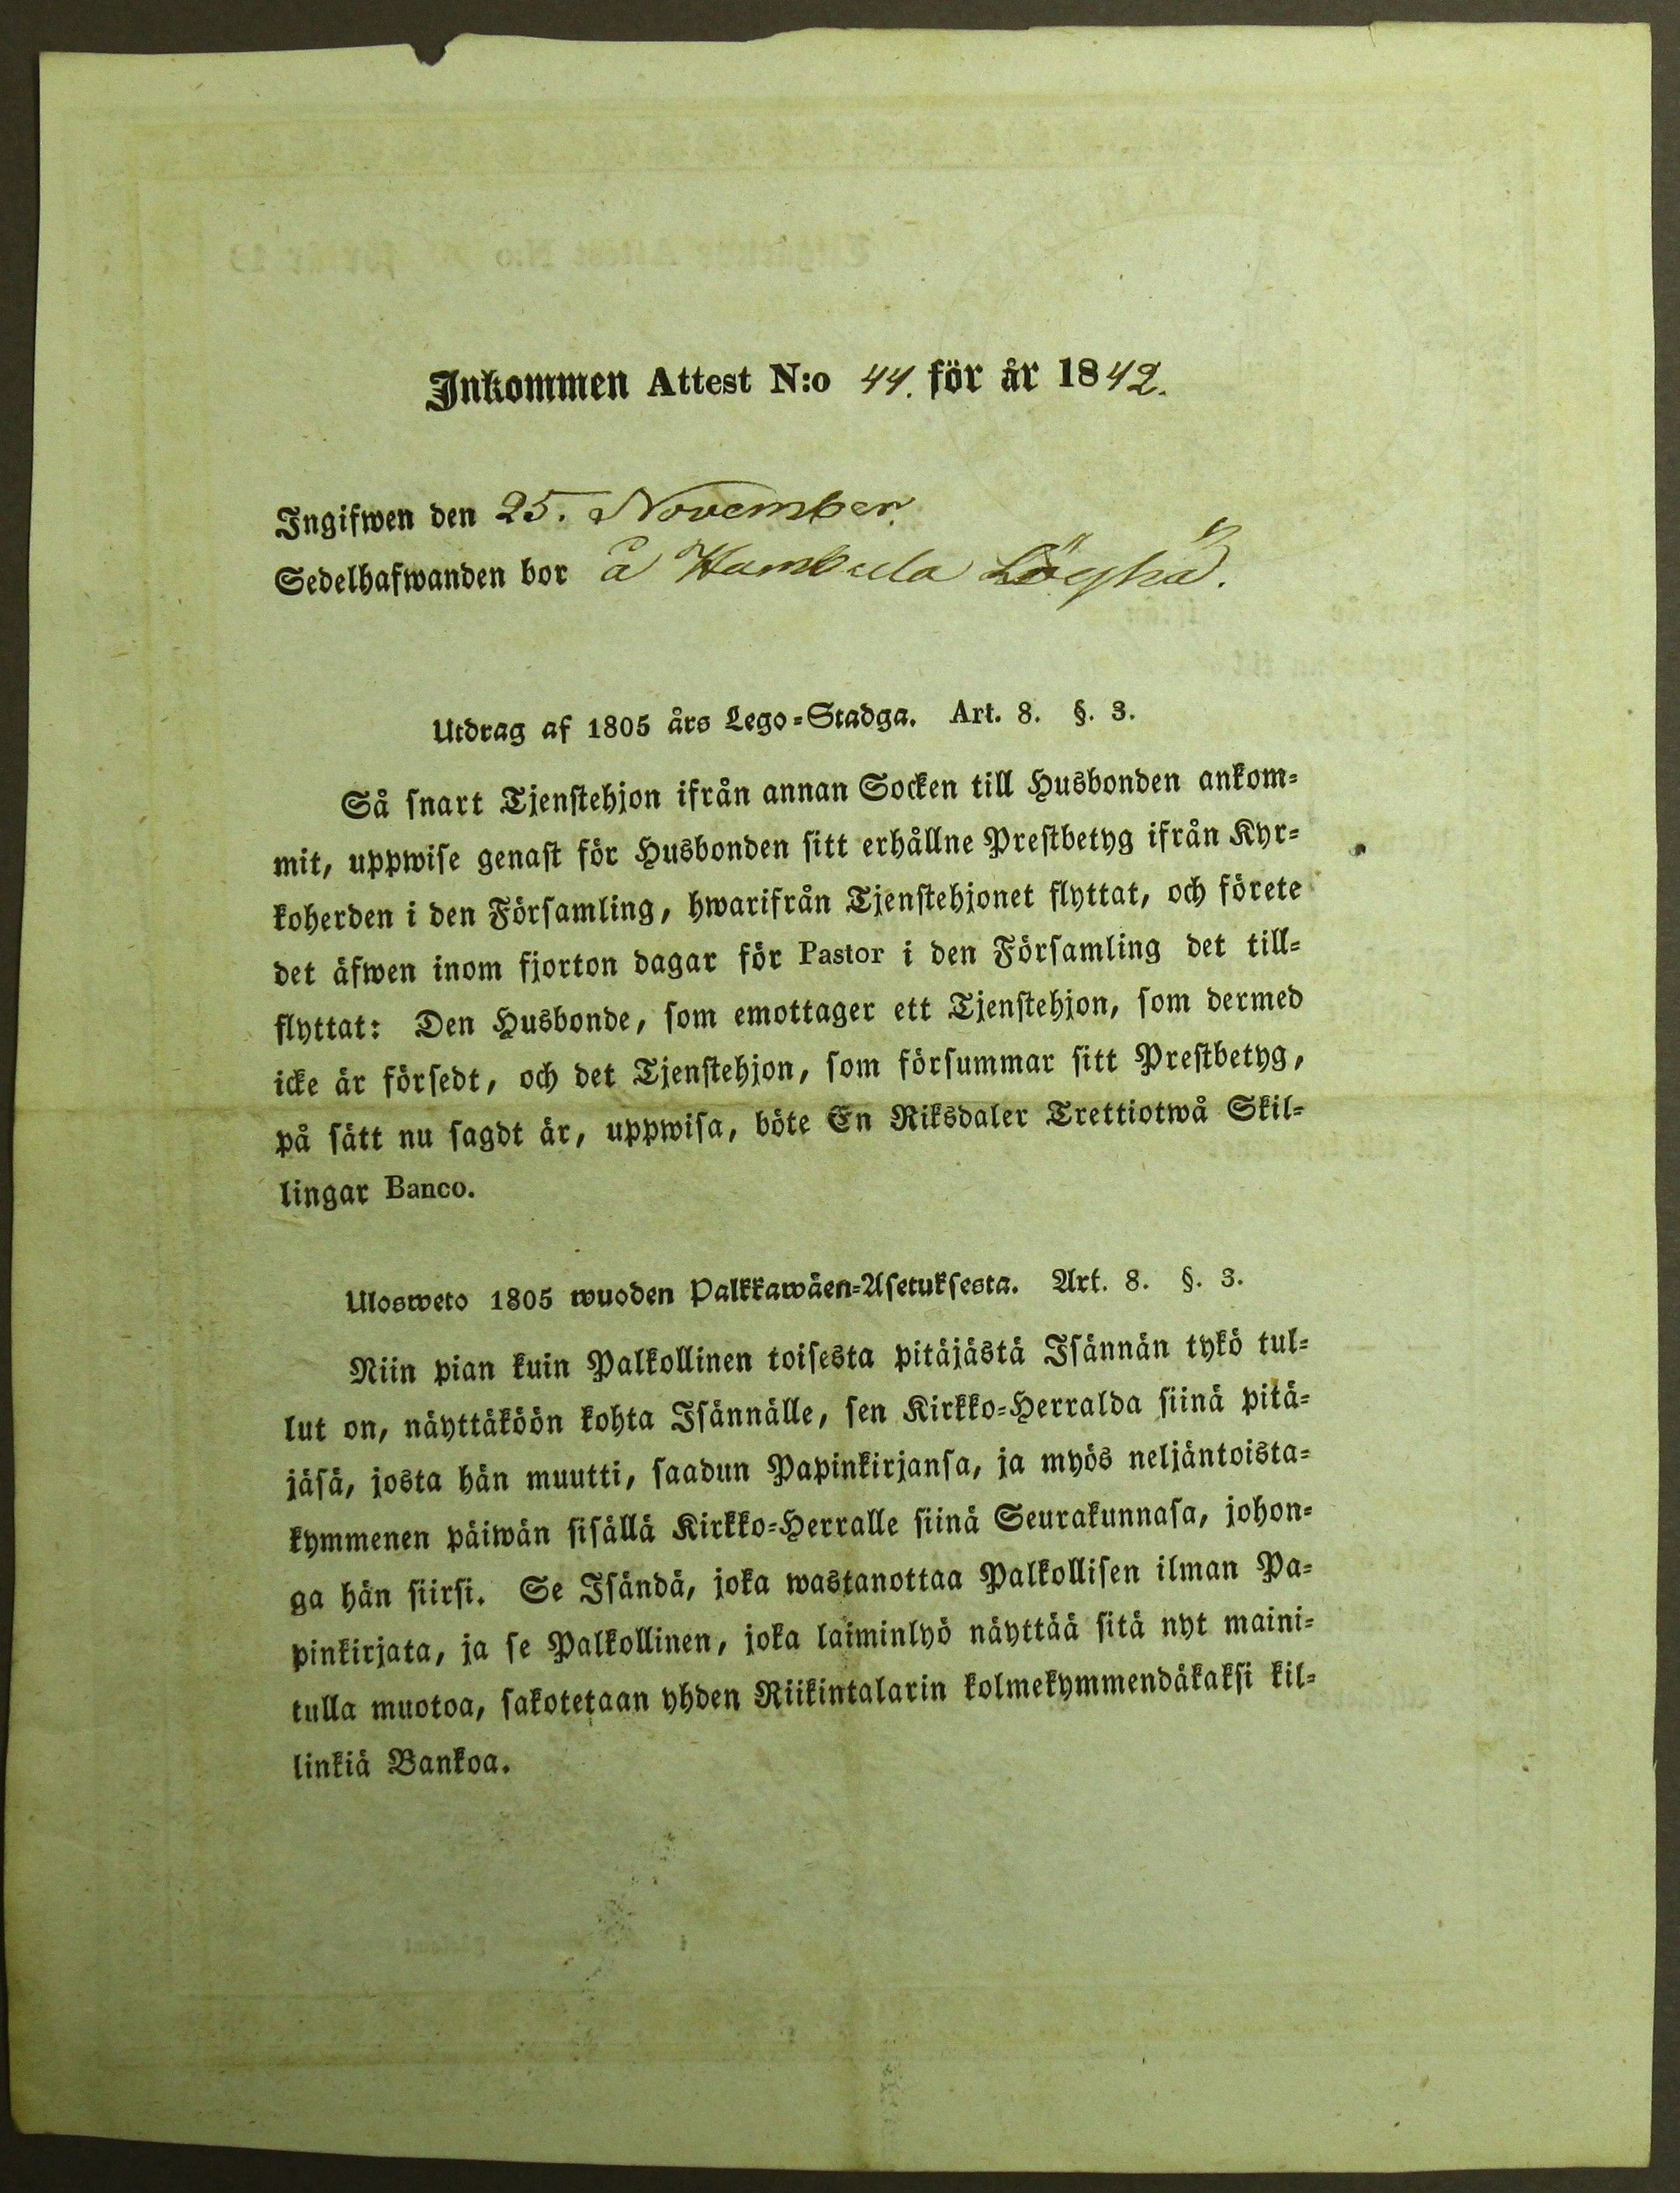 Inkommen Attest N:o 44. för år 1842.
Ingifwen den 25. November.
Sedelhafwanden bor å Hambula
Utdrag af 1805 års Lego=Stadga. Art. 8. §. 3.
Så snart Tjenstehjon ifrån annan Socken till Husbonden ankom=
mit, uppwise genast för Husbonden sitt erhållne Prestbetyg ifrån Kyr=
koherden i den Församling, hwarifrån Tjenstehjonet flyttat, och förete
det äfwen inom fjorton dagar för Pastor i den Församling det till=
flyttat: Den Husbonde, som emottager ett Tjenstehjon, som dermed
icke är försedt, och det Tjenstehjon, som försummar sitt Prestbetyg,
på sätt nu sagdt är, uppwisa, böte En Riksdaler Trettiotwå Skil=
lingar Banco.
Ulosweto 1805 wuoden Palkkawäen=Asetuksesta. Art. 8. §. 3.
Niin pian kuin Palkollinen toisesta pitäjästä Isännän tykö tul=
lut on, näyttäköön kohta Isännälle, sen Kirkko=Herralda siinä pitä=
jäsä, josta hän muutti, saadun Papinkirjansa, ja myös neljäntoista=
kymmenen päiwän sisällä Kirkko=Herralle siinä Seurakunnasa, johon=
ga hän siirsi. Se Isändä, joka wastanottaa Palkollisen ilman Pa=
pinkirjata, ja se Palkollinen, joka laiminlyö näyttää sitä nyt maini=
tulla muotoa, sakotetaan yhden Riikintalarin kolmekymmendäkaksi kil=
linkiä Bankoa.